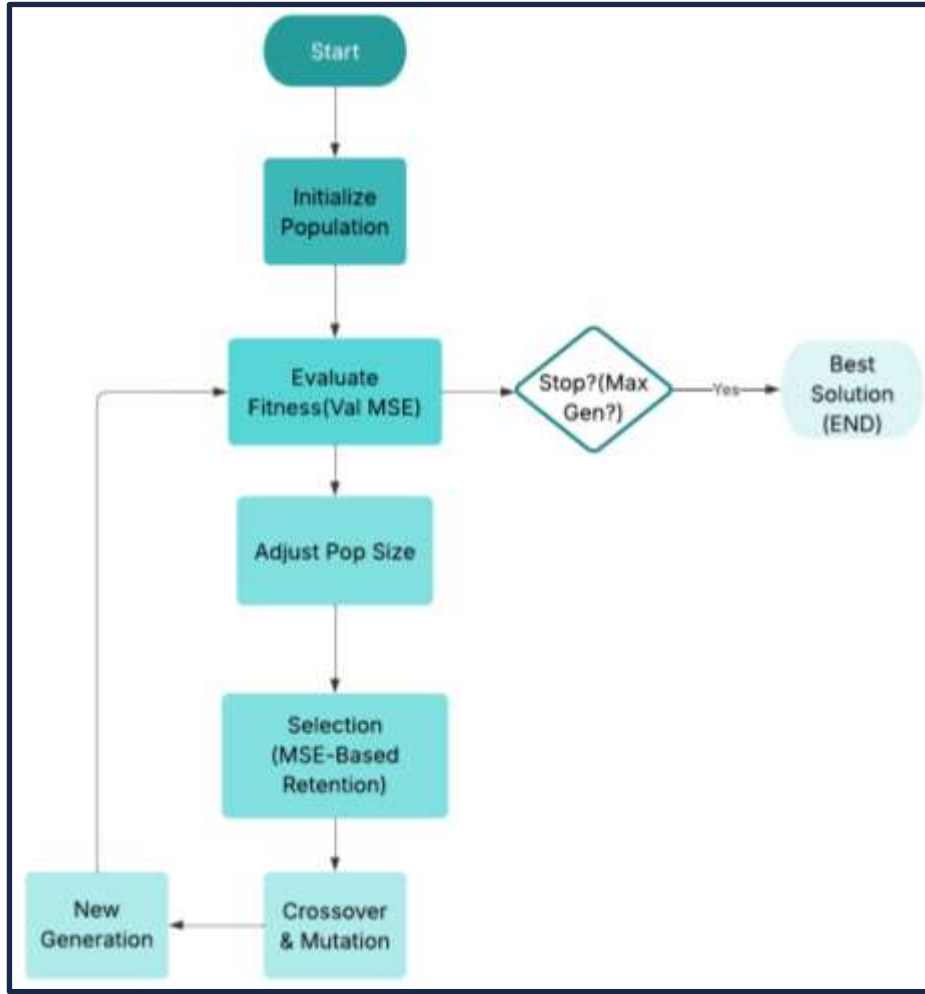 Start
Initialize
Population
Evaluate
Fitness(Val MSE)
Stop?(Max
Gen?)
Yes
Best
Solution
(END)
Adjust Pop Size
Selection
(MSE-Based
Retention)
New
Generation
Crossover
& Mutation